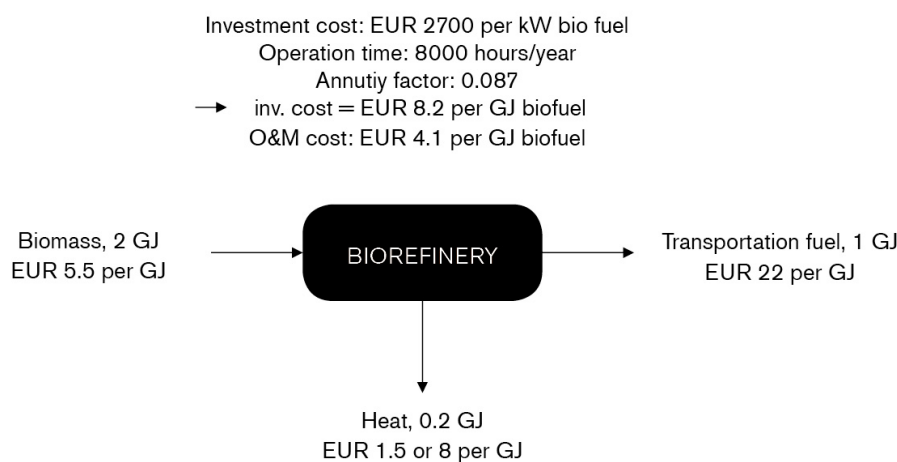 Investment cost: EUR 2700 per kW bio fuel
Operation time: 8000 hours/year
Annutiy factor: 0.087
inv. cost = EUR 8.2 per GJ biofuel
O&M cost: EUR 4.1 per GJ biofuel
Biomass, 2 GJ
EUR 5.5 per GJ
BIOREFINERY
Transportation fuel, 1 GJ
EUR 22 per GJ
Heat, 0.2 GJ
EUR 1.5 or 8 per GJ